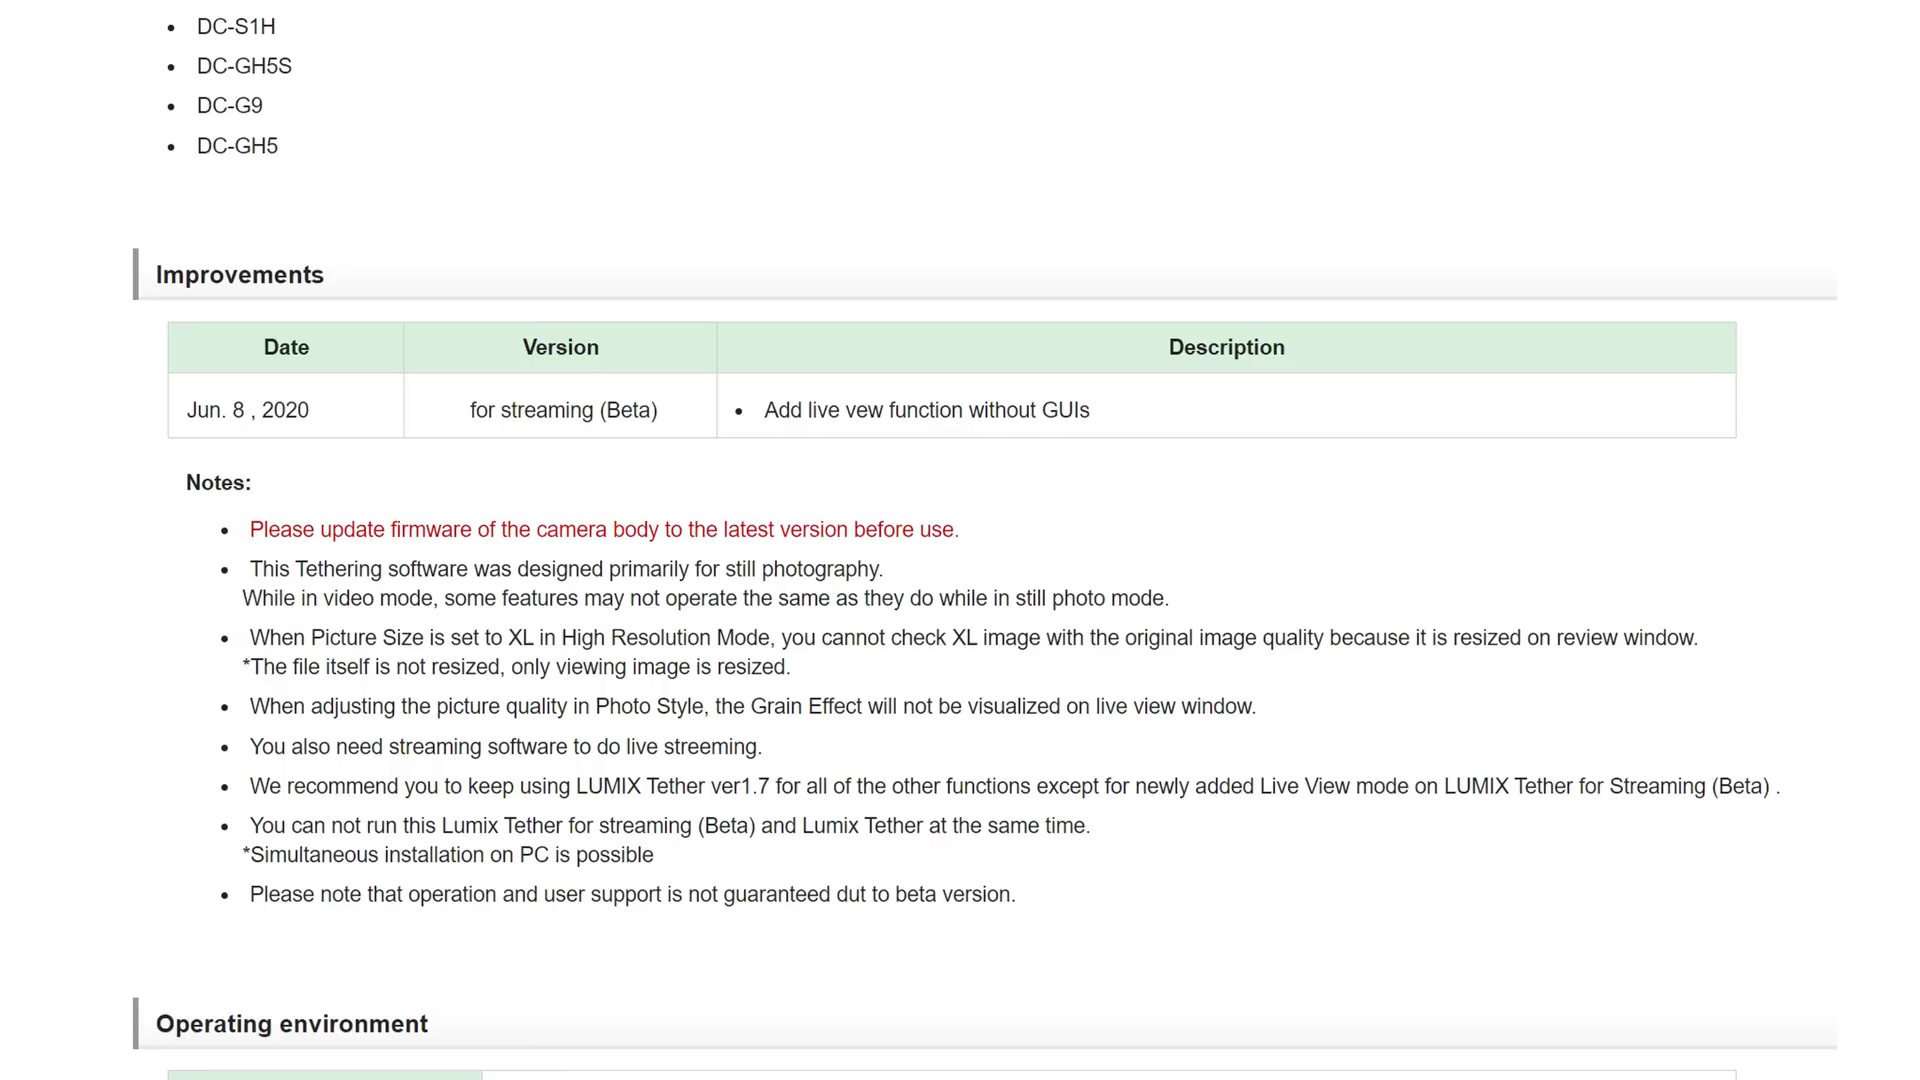 DC-S1H
DC-GH5S
DC-G9
DC-GH5
Improvements
Date Version Description
Jun. 8 , 2020 for streaming (Beta) Add live vew function without GUIs
Notes:
Please update firmware of the camera body to the latest version before use.
This Tethering software was designed primarily for still photography.
While in video mode, some features may not operate the same as they do while in still photo mode.
When Picture Size is set to XL in High Resolution Mode, you cannot check XL image with the original image quality because it is resized on review window.
*The file itself is not resized, only viewing image is resized.
When adjusting the picture quality in Photo Style, the Grain Effect will not be visualized on live view window.
You also need streaming software to do live streeming.
We recommend you to keep using LUMIX Tether ver1.7 for all of the other functions except for newly added Live View mode on LUMIX Tether for Streaming (Beta) .
You can not run this Lumix Tether for streaming (Beta) and Lumix Tether at the same time.
*Simultaneous installation on PC is possible
Please note that operation and user support is not guaranteed dut to beta version.
Operating environment